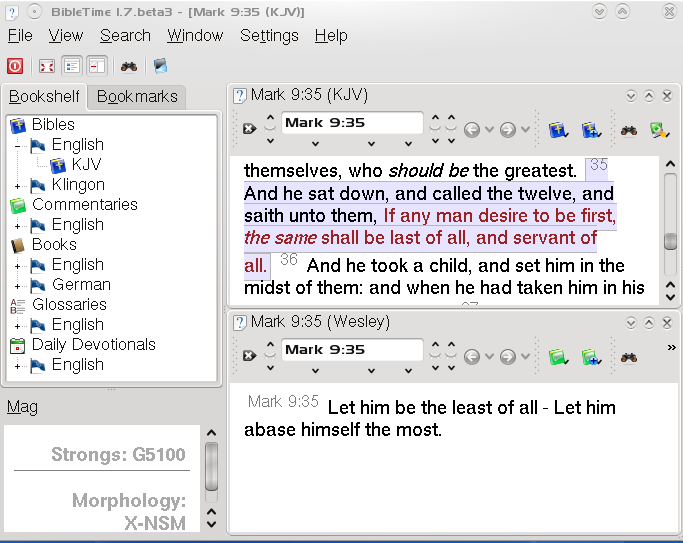 BibleTime 1.7.beta3 - [Mark 9:35 (KJV)]
File View Search Window Settings Help
Bookshelf Bookmarks
Bibles
English
KJV
Klingon
Commentaries
English
Books
English
German
Glossaries
English
Daily Devotionals
English
Mag
Strongs: G5100
Morphology:
X-NSM
Mark 9:35 (KJV)
Mark 9:35
themselves, who should be the greatest. 35
And he sat down, and called the twelve, and
saith unto them, If any man desire to be first,
the same shall be last of all, and servant of
all. 36 And he took a child, and set him in the
midst of them: and when he had taken him in his
Mark 9:35 (Wesley)
Mark 9:35
»
Mark 9:35 Let him be the least of all - Let him
abase himself the most.